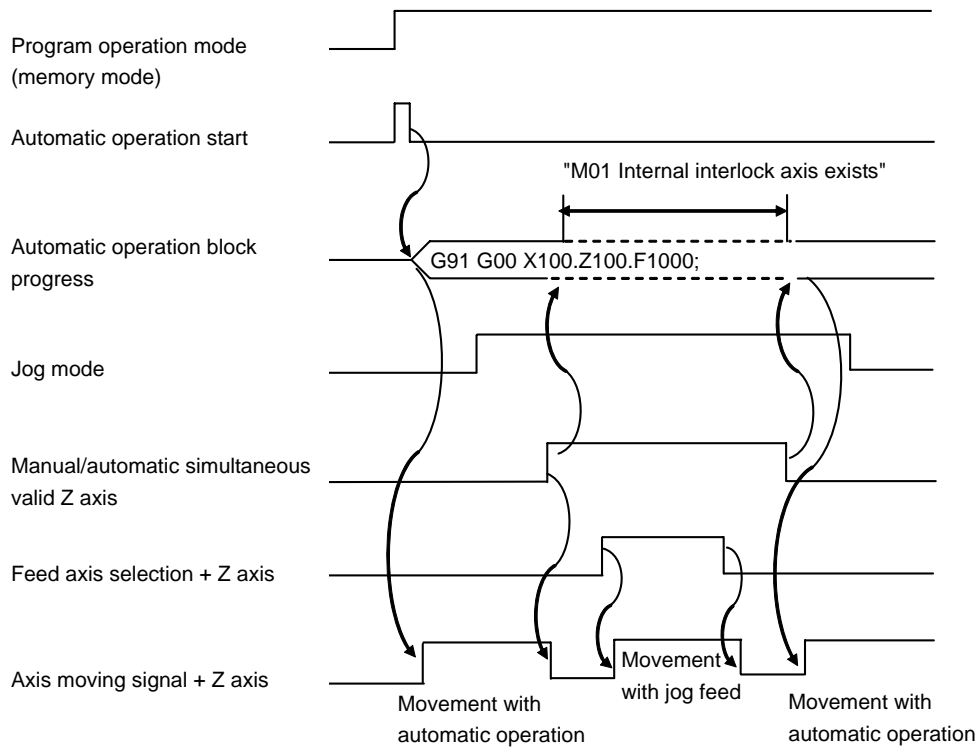 Program operation mode
(memory mode)
Automatic operation start
"M01 Internal interlock axis exists"
Automatic operation block
progress
G91 G00 X100.Z100.F1000;
Jog mode
Manual/automatic simultaneous
valid Z axis
Feed axis selection + Z axis
Axis moving signal + Z axis
Movement with
automatic operation
Movement
with jog feed
Movement with
automatic operation